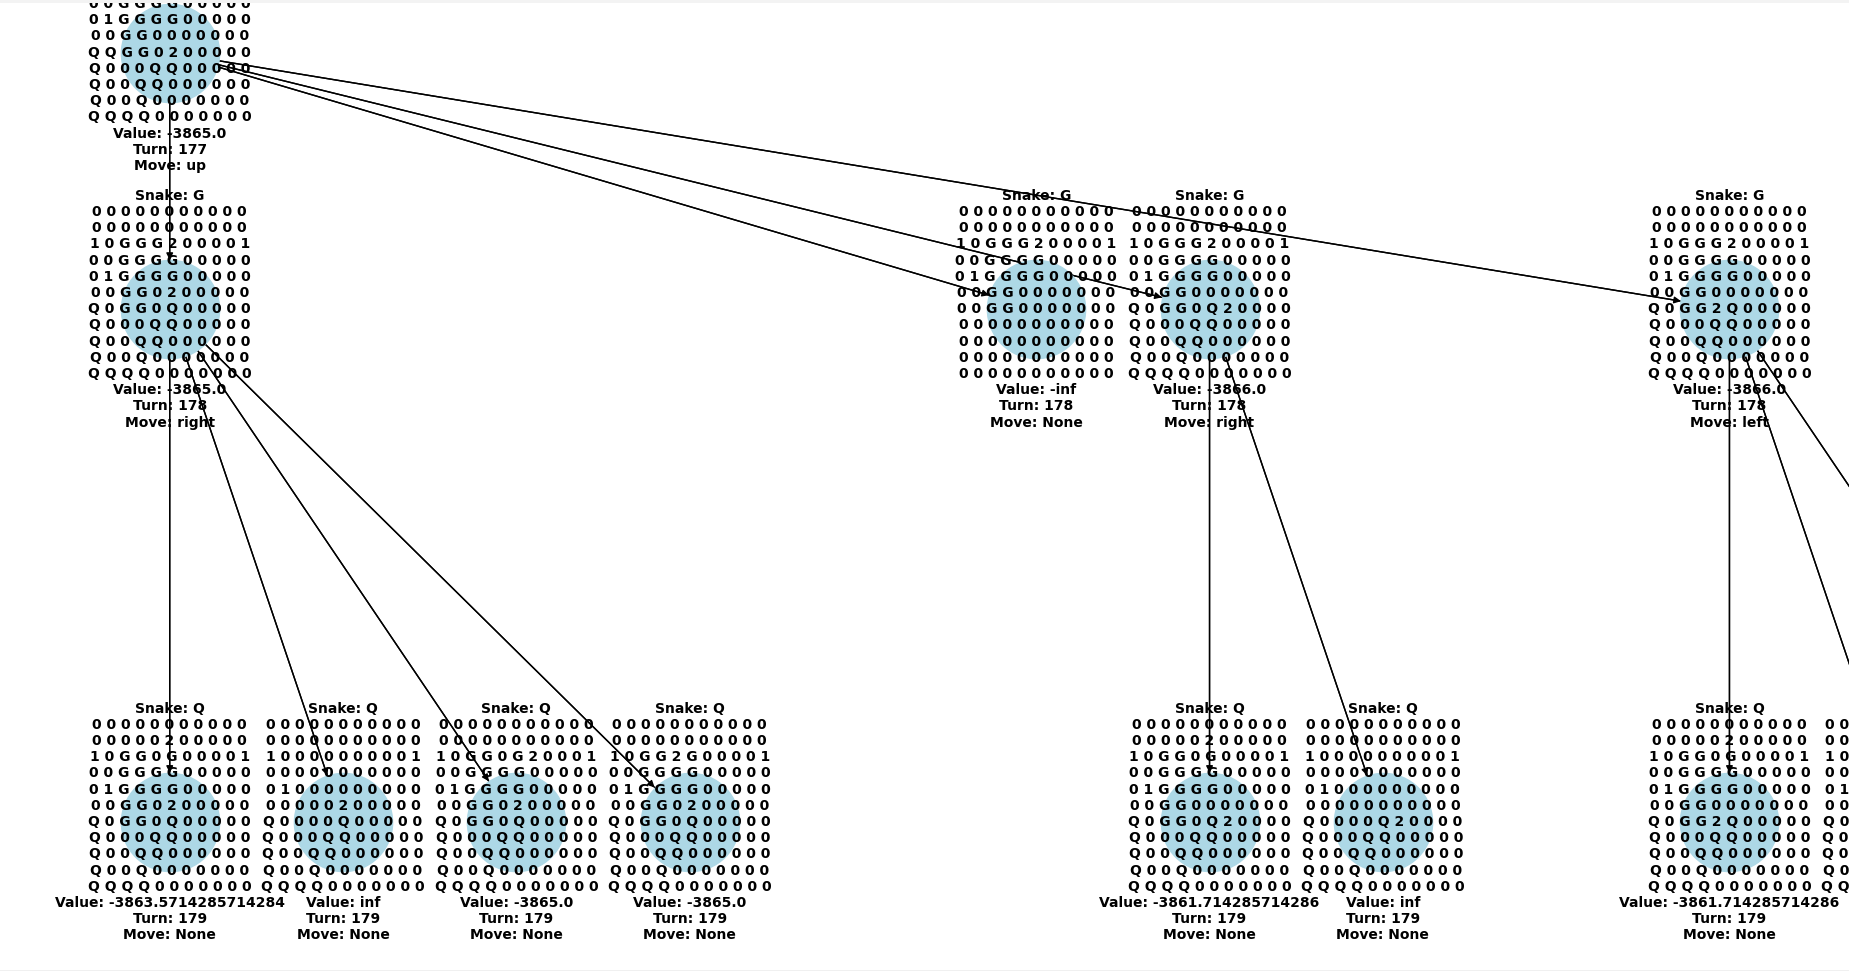 0 0 G G G G 0 0 0 0 0
0 1 G G G G 0 0 0 0 0
0 0 G G 0 0 0 0 0 0 0
Q Q G G 0 2 0 0 0 0 0
Q 0 0 0 Q Q 0 0 0 0 0
Q 0 0 Q Q 0 0 0 0 0 0
Q 0 0 Q 0 0 0 0 0 0 0
Q Q Q Q 0 0 0 0 0 0 0
Value: -3865.0
Turn: 177
Move: up
Snake: G
0 0 0 0 0 0 0 0 0 0 0
0 0 0 0 0 0 0 0 0 0 0
1 0 G G G 2 0 0 0 0 1
0 0 G G G G 0 0 0 0 0
0 1 G G G G 0 0 0 0 0
0 0 G G 0 2 0 0 0 0 0
Q 0 G G 0 Q 0 0 0 0 0
Q 0 0 0 Q Q 0 0 0 0 0
Q 0 0 Q Q 0 0 0 0 0 0
Q 0 0 Q 0 0 0 0 0 0 0
Q Q Q Q 0 0 0 0 0 0 0
Value: -3865.0
Turn: 178
Move: right
Snake: G
0 0 0 0 0 0 0 0 0 0 0
0 0 0 0 0 0 0 0 0 0 0
1 0 G G G 2 0 0 0 0 1
0 0 G G G G 0 0 0 0 0
0 1 G G G G 0 0 0 0 0
0 0 G G 0 0 0 0 0 0 0
0 0 G G 0 0 0 0 0 0 0
0 0 0 0 0 0 0 0 0 0 0
0 0 0 0 0 0 0 0 0 0 0
0 0 0 0 0 0 0 0 0 0 0
0 0 0 0 0 0 0 0 0 0 0
Value: -inf
Turn: 178
Move: None
Snake: G
0 0 0 0 0 0 0 0 0 0 0
0 0 0 0 0 0 0 0 0 0 0
1 0 G G G 2 0 0 0 0 1
0 0 G G G G 0 0 0 0 0
0 1 G G G G 0 0 0 0 0
0 0 G G 0 0 0 0 0 0 0
Q 0 G G 0 Q 2 0 0 0 0
Q 0 0 0 Q Q 0 0 0 0 0
Q 0 0 Q Q 0 0 0 0 0 0
Q 0 0 Q 0 0 0 0 0 0 0
Q Q Q Q 0 0 0 0 0 0 0
Value: -3866.0
Turn: 178
Move: right
Snake: G
0 0 0 0 0 0 0 0 0 0 0
0 0 0 0 0 0 0 0 0 0 0
1 0 G G G 2 0 0 0 0 1
0 0 G G G G 0 0 0 0 0
0 1 G G G G 0 0 0 0 0
0 0 G G 0 0 0 0 0 0 0
Q 0 G G 2 Q 0 0 0 0 0
Q 0 0 0 Q Q 0 0 0 0 0
Q 0 0 Q Q 0 0 0 0 0 0
Q 0 0 Q 0 0 0 0 0 0 0
Q Q Q Q 0 0 0 0 0 0 0
Value: -3866.0
Turn: 178
Move: left
Snake: Q
0 0 0 0 0 0 0 0 0 0 0
0 0 0 0 0 2 0 0 0 0 0
1 0 G G 0 G 0 0 0 0 1
0 0 G G G G 0 0 0 0 0
0 1 G G G G 0 0 0 0 0
0 0 G G 0 2 0 0 0 0 0
Q 0 G G 0 Q 0 0 0 0 0
Q 0 0 0 Q Q 0 0 0 0 0
Q 0 0 Q Q 0 0 0 0 0 0
Q 0 0 Q 0 0 0 0 0 0 0
Q Q Q Q 0 0 0 0 0 0 0
Value: -3863.5714285714284
Turn: 179
Move: None
Snake: Q
0 0 0 0 0 0 0 0 0 0 0
0 0 0 0 0 0 0 0 0 0 0
1 0 0 0 0 0 0 0 0 0 1
0 0 0 0 0 0 0 0 0 0 0
0 1 0 0 0 0 0 0 0 0 0
0 0 0 0 0 2 0 0 0 0 0
Q 0 0 0 0 Q 0 0 0 0 0
Q 0 0 0 Q Q 0 0 0 0 0
Q 0 0 Q Q 0 0 0 0 0 0
Q 0 0 Q 0 0 0 0 0 0 0
Q Q Q Q 0 0 0 0 0 0 0
Value: inf
Turn: 179
Move: None
Snake: Q
0 0 0 0 0 0 0 0 0 0 0
0 0 0 0 0 0 0 0 0 0 0
1 0 G 0 G 2 0 0 0 0 1
0 0 G G G G 0 0 0 0 0
0 1 G G G G 0 0 0 0 0
0 0 G G 0 2 0 0 0 0 0
Q 0 G G 0 Q 0 0 0 0 0
Q 0 0 0 Q Q 0 0 0 0 0
Q 0 0 Q Q 0 0 0 0 0 0
Q 0 0 Q 0 0 0 0 0 0 0
Q Q Q Q 0 0 0 0 0 0 0
Value: -3865.0
Turn: 179
Move: None
Snake: Q
0 0 0 0 0 0 0 0 0 0 0
0 0 0 0 0 0 0 0 0 0 0
1 0 G G 2 G 0 0 0 0 1
0 0 G G G G 0 0 0 0 0
0 1 G G G G 0 0 0 0 0
0 0 G G 0 2 0 0 0 0 0
Q 0 G G 0 Q 0 0 0 0 0
Q 0 0 0 Q Q 0 0 0 0 0
Q 0 0 Q Q 0 0 0 0 0 0
Q 0 0 Q 0 0 0 0 0 0 0
Q Q Q Q 0 0 0 0 0 0 0
Value: -3865.0
Turn: 179
Move: None
Snake: Q
0 0 0 0 0 0 0 0 0 0 0
0 0 0 0 0 2 0 0 0 0 0
1 0 G G 0 G 0 0 0 0 1
0 0 G G G G 0 0 0 0 0
0 1 G G G G 0 0 0 0 0
0 0 G G 0 0 0 0 0 0 0
Q 0 G G 0 Q 2 0 0 0 0
Q 0 0 0 Q Q 0 0 0 0 0
Q 0 0 Q Q 0 0 0 0 0 0
Q 0 0 Q 0 0 0 0 0 0 0
Q Q Q Q 0 0 0 0 0 0 0
Value: -3861.714285714286
Turn: 179
Move: None
Snake: Q
0 0 0 0 0 0 0 0 0 0 0
0 0 0 0 0 0 0 0 0 0 0
1 0 0 0 0 0 0 0 0 0 1
0 0 0 0 0 0 0 0 0 0 0
0 1 0 0 0 0 0 0 0 0 0
0 0 0 0 0 0 0 0 0 0 0
Q 0 0 0 0 Q 2 0 0 0 0
Q 0 0 0 Q Q 0 0 0 0 0
Q 0 0 Q Q 0 0 0 0 0 0
Q 0 0 Q 0 0 0 0 0 0 0
Q Q Q Q 0 0 0 0 0 0 0
Value: inf
Turn: 179
Move: None
Snake: Q
0 0 0 0 0 0 0 0 0 0 0
0 0 0 0 0 2 0 0 0 0 0
1 0 G G 0 G 0 0 0 0 1
0 0 G G G G 0 0 0 0 0
0 1 G G G G 0 0 0 0 0
0 0 G G 0 0 0 0 0 0 0
Q 0 G G 2 Q 0 0 0 0 0
Q 0 0 0 Q Q 0 0 0 0 0
Q 0 0 Q Q 0 0 0 0 0 0
Q 0 0 Q 0 0 0 0 0 0 0
Q Q Q Q 0 0 0 0 0 0 0
Value: -3861.714285714286
Turn: 179
Move: None
0 0
0 0
1 0
0 0
0 1
0 0
Q 0
Q 0
Q 0
Q 0
Q Q